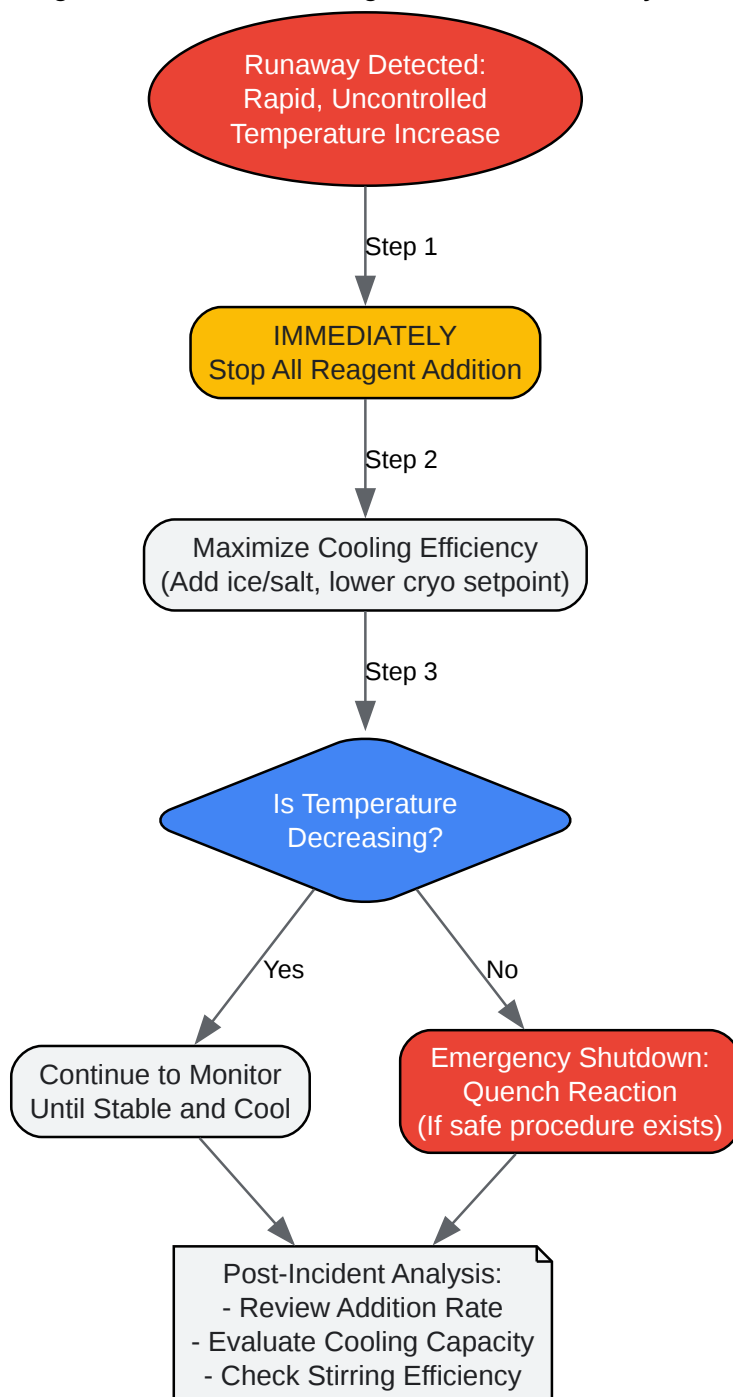 Runaway Detected:
Rapid, Uncontrolled
Temperature Increase
Step 1
IMMEDIATELY
Stop All Reagent Addition
Step 2
Maximize Cooling Efficiency
(Add ice/salt, lower cryo setpoint)
Step 3
Is Temperature
Decreasing?
Yes
No
Continue to Monitor
Until Stable and Cool
Emergency Shutdown:
Quench Reaction
(If safe procedure exists)
Post-Incident Analysis:
- Review Addition Rate
- Evaluate Cooling Capacity
- Check Stirring Efficiency